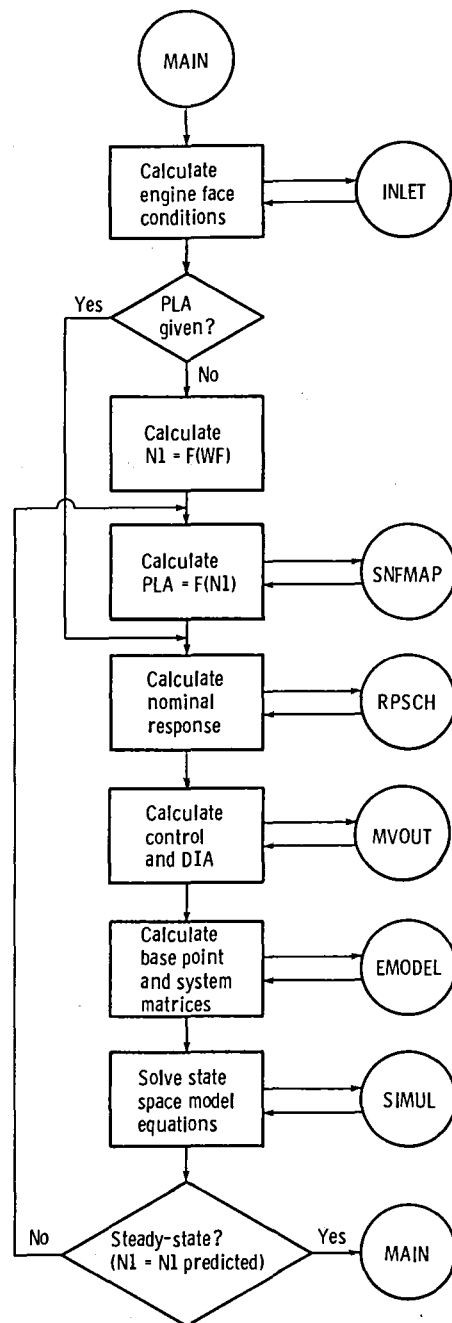 MAIN
Calculate
engine face
conditions
INLET
Yes
PLA
given?
No
Calculate
N1 = F(WF)
Calculate
PLA = F(N1)
SNFMAP
Calculate
nominal
response
RPSCH
Calculate
control
and DIA
MVOUT
Calculate
base point
and system
matrices
EMODEL
Solve state
space model
equations
SIMUL
No
Steady-state?
(N1 = N1 predicted)
Yes
MAIN